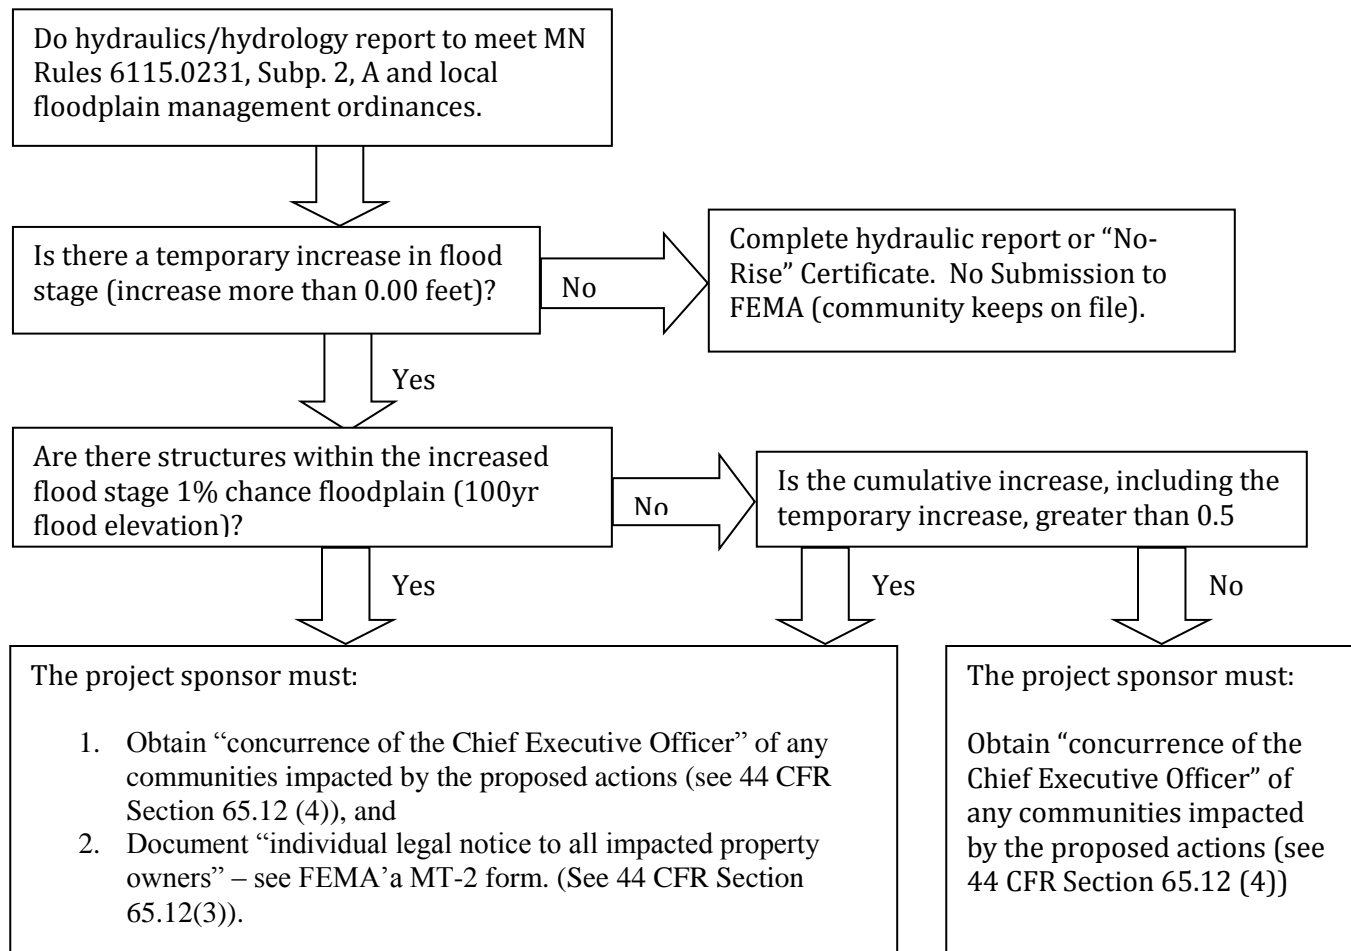 Do hydraulics/hydrology report to meet MN
Rules 6115.0231, Subp. 2, A and local
floodplain management ordinances.
Is there a temporary increase in flood
stage (increase more than 0.00 feet)?
No
Complete hydraulic report or “No-
Rise” Certificate.  No Submission to
FEMA (community keeps on file).
Yes
Are there structures within the increased
flood stage 1% chance floodplain (100yr
flood elevation)?
No
Is the cumulative increase, including the
temporary increase, greater than 0.5
Yes
Yes
No
The project sponsor must:
1. Obtain “concurrence of the Chief Executive Officer” of any
communities impacted by the proposed actions (see 44 CFR
Section 65.12 (4)), and
2. Document “individual legal notice to all impacted property
owners” – see FEMA’a MT-2 form. (See 44 CFR Section
65.12(3)).
The project sponsor must:
Obtain “concurrence of the
Chief Executive Officer” of
any communities impacted
by the proposed actions (see
44 CFR Section 65.12 (4))